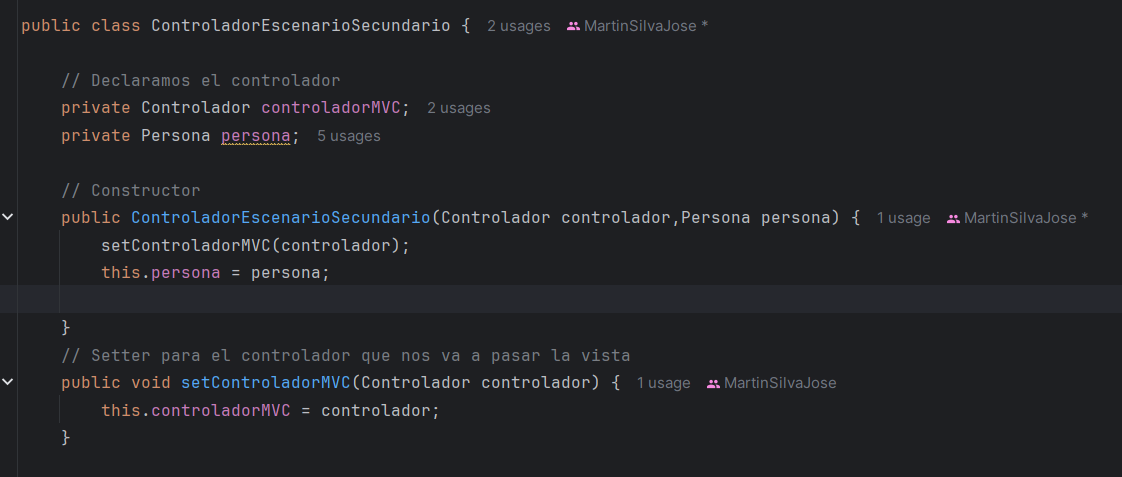 public class ControladorEscenarioSecundario { 2 usages MartinSilvaJose *
// Declaramos el controlador
private Controlador controladorMVC; 2 usages
private Persona persona; 5 usages
// Constructor
public ControladorEscenarioSecundario(Controlador controlador,Persona persona) { 1 usage MartinSilvaJose *
setControladorMVC(controlador);
this.persona = persona;
}
// Setter para el controlador que nos va a pasar la vista
public void setControladorMVC(Controlador controlador) { 1 usage MartinSilvaJose
this.controladorMVC = controlador;
}